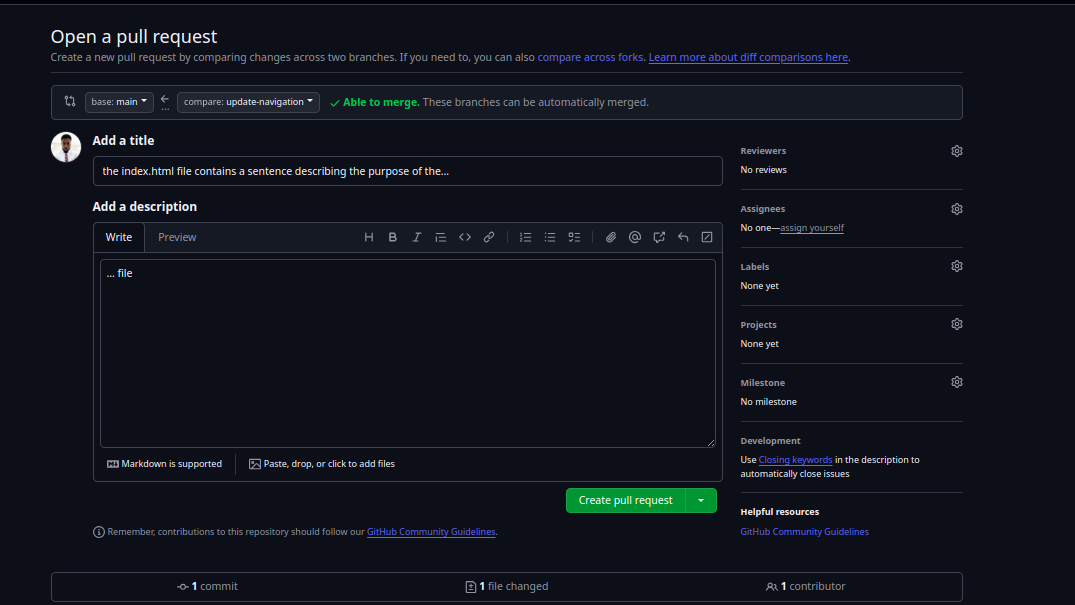 Open a pull request
Create a new pull request by comparing changes across two branches. If you need to, you can also compare across forks. Learn more about diff comparisons here.
base: main
compare: update-navigation
Able to merge. These branches can be automatically merged.
Add a title
the index.html file contains a sentence describing the purpose of the...
Add a description
Write
Preview
... file
Markdown is supported
Paste, drop, or click to add files
Create pull request
Remember, contributions to this repository should follow our GitHub Community Guidelines.
Reviewers
No reviews
Assignees
No one—assign yourself
Labels
None yet
Projects
None yet
Milestone
No milestone
Development
Use Closing keywords in the description to
automatically close issues
Helpful resources
GitHub Community Guidelines
1 commit
1 file changed
1 contributor